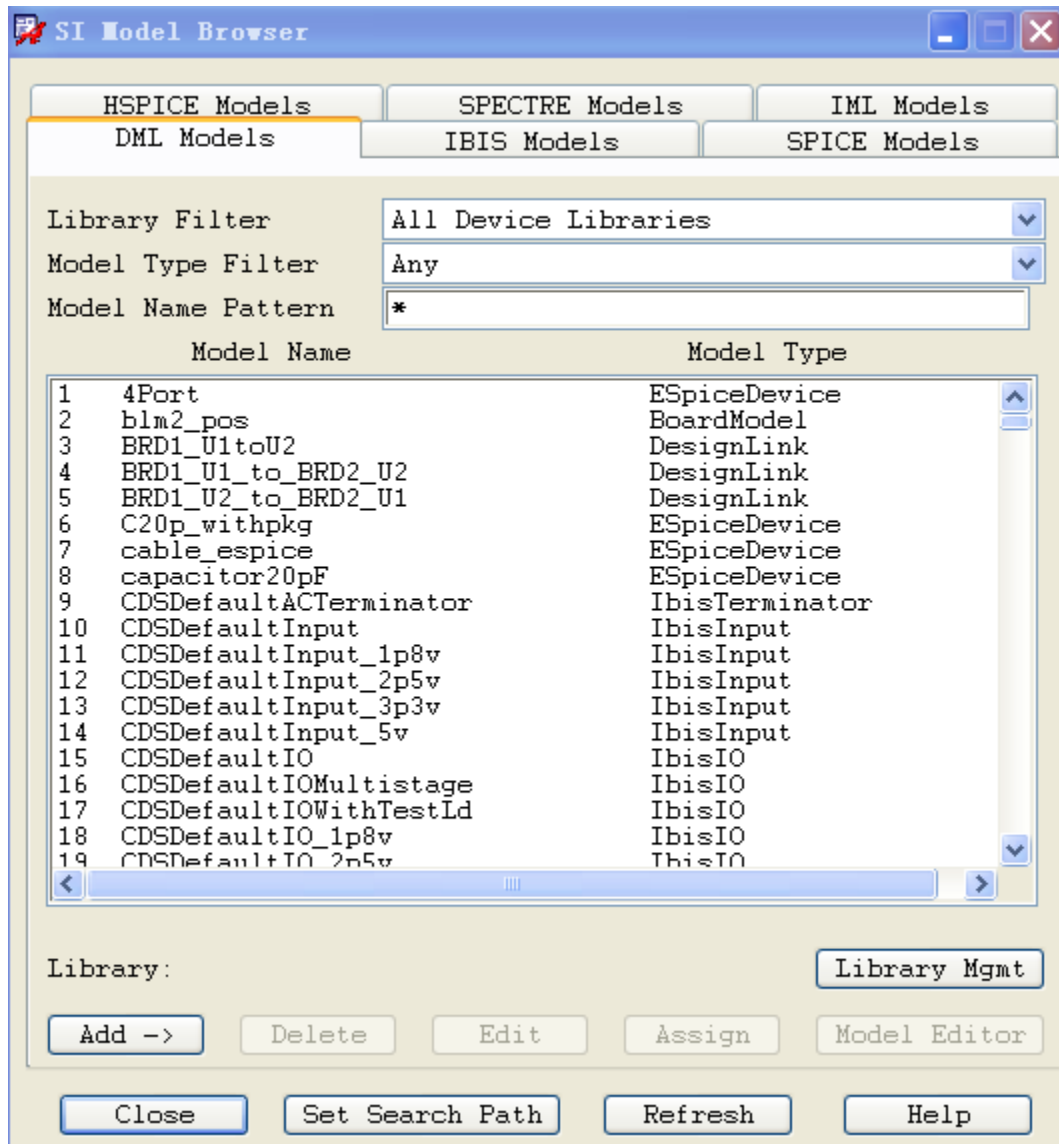 SI Model Browser
HSPICE Models SPECTRE Models IML Models
DML Models IBIS Models SPICE Models
Library Filter All Device Libraries
Model Type Filter Any
Model Name Pattern *
Model Name Model Type
1 4Port ESpiceDevice
2 blm2_pos BoardModel
3 BRD1_U1toU2 DesignLink
4 BRD1_U1_to_BRD2_U2 DesignLink
5 BRD1_U2_to_BRD2_U1 DesignLink
6 C20p_withpkg ESpiceDevice
7 cable_espice ESpiceDevice
8 capacitor20pF ESpiceDevice
9 CDSDefaultACTerminator IbisTerminator
10 CDSDefaultInput IbisInput
11 CDSDefaultInput_1p8v IbisInput
12 CDSDefaultInput_2p5v IbisInput
13 CDSDefaultInput_3p3v IbisInput
14 CDSDefaultInput_5v IbisInput
15 CDSDefaultIO IbisIO
16 CDSDefaultIOMultistage IbisIO
17 CDSDefaultIOWithTestLd IbisIO
18 CDSDefaultIO_1p8v IbisIO
19 CDSDefaultIO_2p5v IbisIO
Library: Library Mgmt
Add -> Delete Edit Assign Model Editor
Close Set Search Path Refresh Help